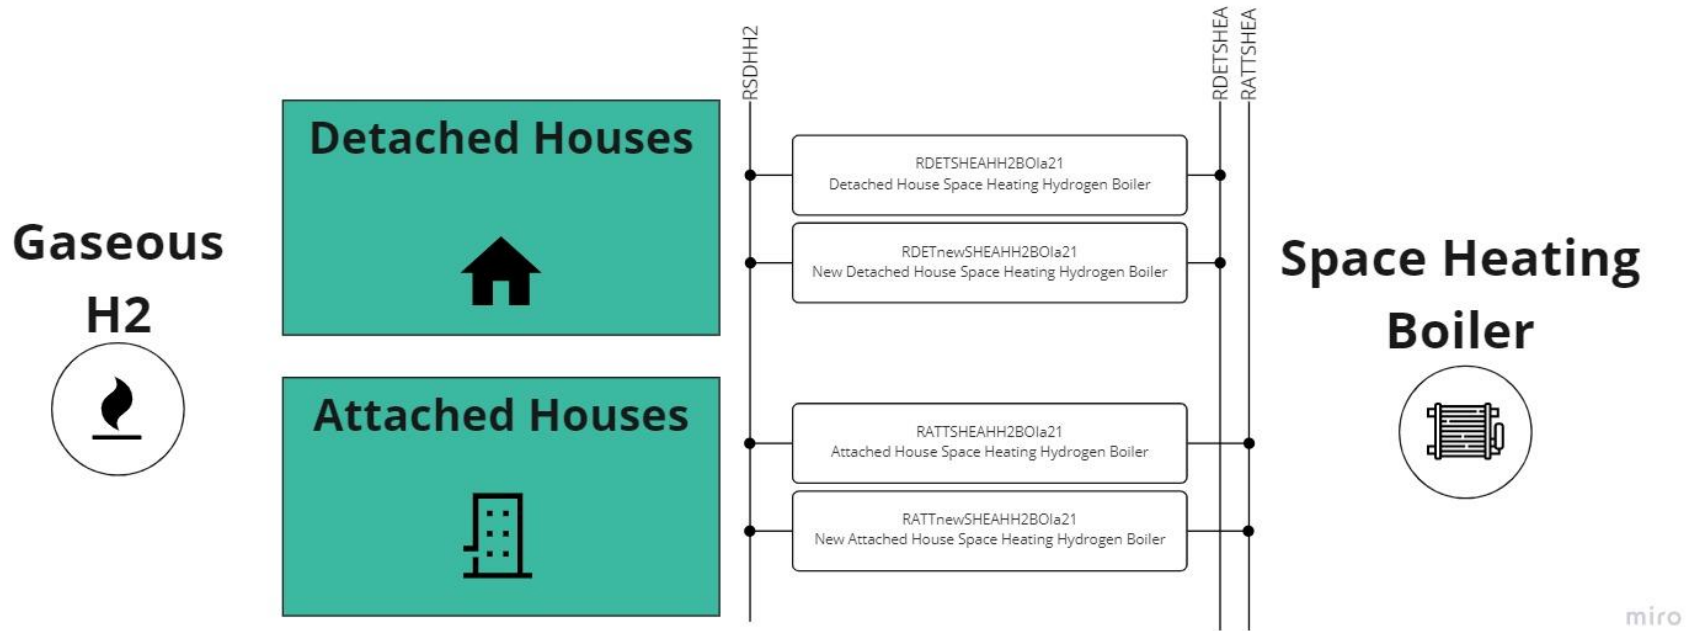 RSDHH2
RDETSHEA
RATTSHEA
Gaseous
H2
Detached Houses
RDETSHEAHH2BOIa21
Detached House Space Heating Hydrogen Boiler
RDETnewSHEAHH2BOIa21
New Detached House Space Heating Hydrogen Boiler
Attached Houses
RATTSHEAHH2BOIa21
Attached House Space Heating Hydrogen Boiler
RATTnewSHEAHH2BOIa21
New Attached House Space Heating Hydrogen Boiler
Space Heating
Boiler
miro